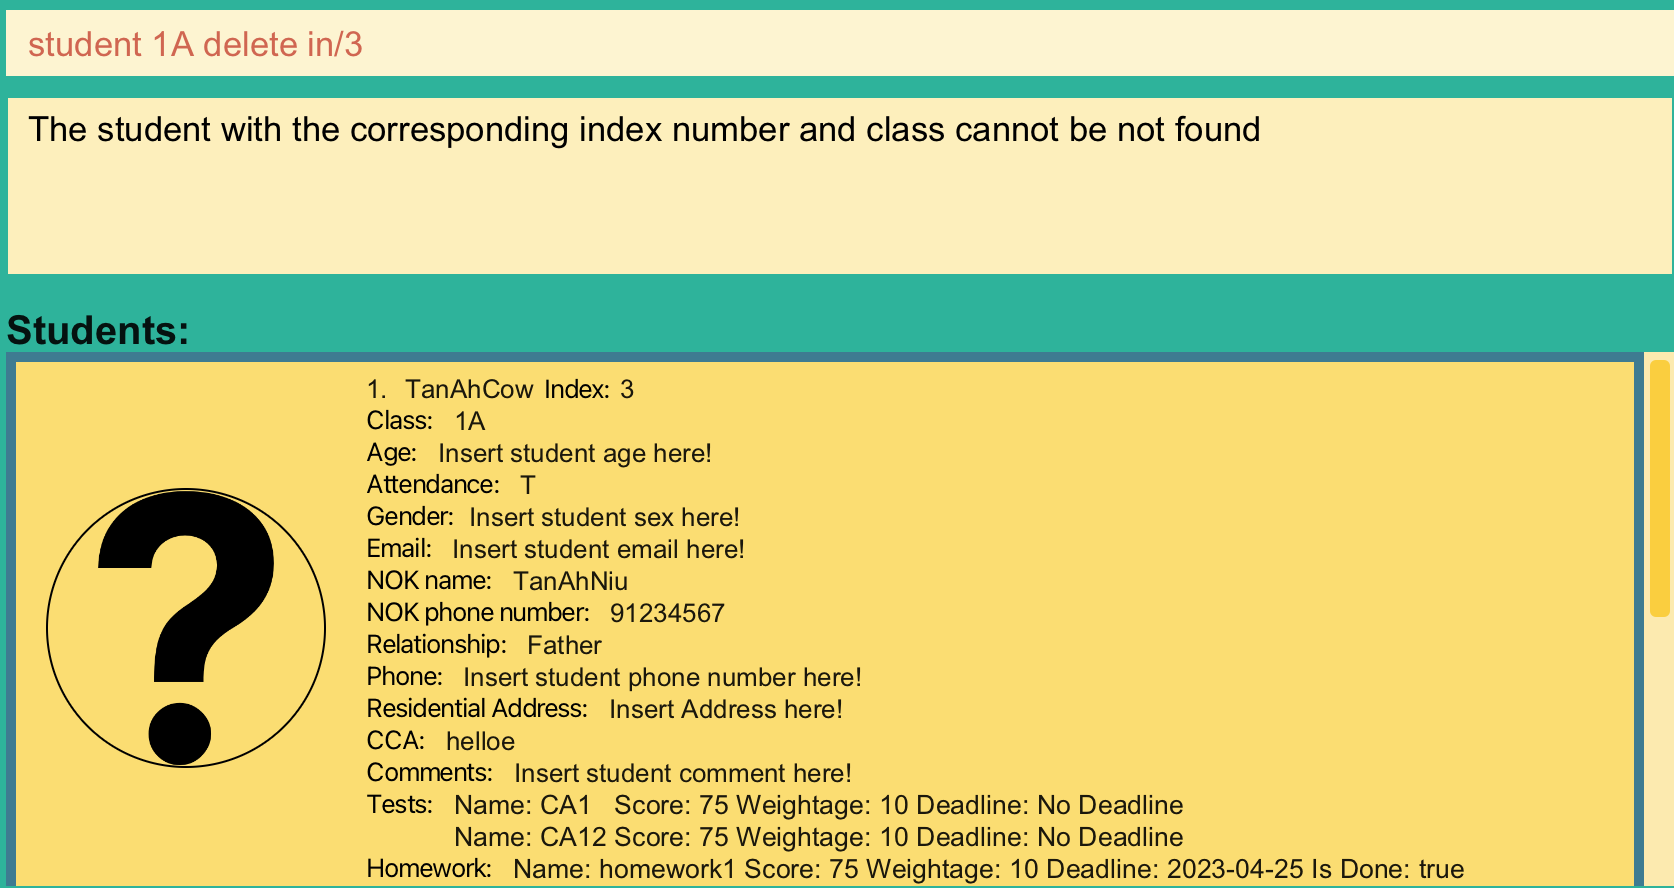 student 1A delete in/3
The student with the corresponding index number and class cannot be not found
Students:
1. TanAhCow Index: 3
Class: 1A
Age: Insert student age here!
Attendance: T
Gender: Insert student sex here!
Email: Insert student email here!
NOK name: TanAhNiu
NOK phone number: 91234567
Relationship: Father
Phone: Insert student phone number here!
Residential Address: Insert Address here!
CCA: helloe
Comments: Insert student comment here!
Tests: Name: CA1 Score: 75 Weightage: 10 Deadline: No Deadline
Name: CA12 Score: 75 Weightage: 10 Deadline: No Deadline
Homework: Name: homework1 Score: 75 Weightage: 10 Deadline: 2023-04-25 Is Done: true